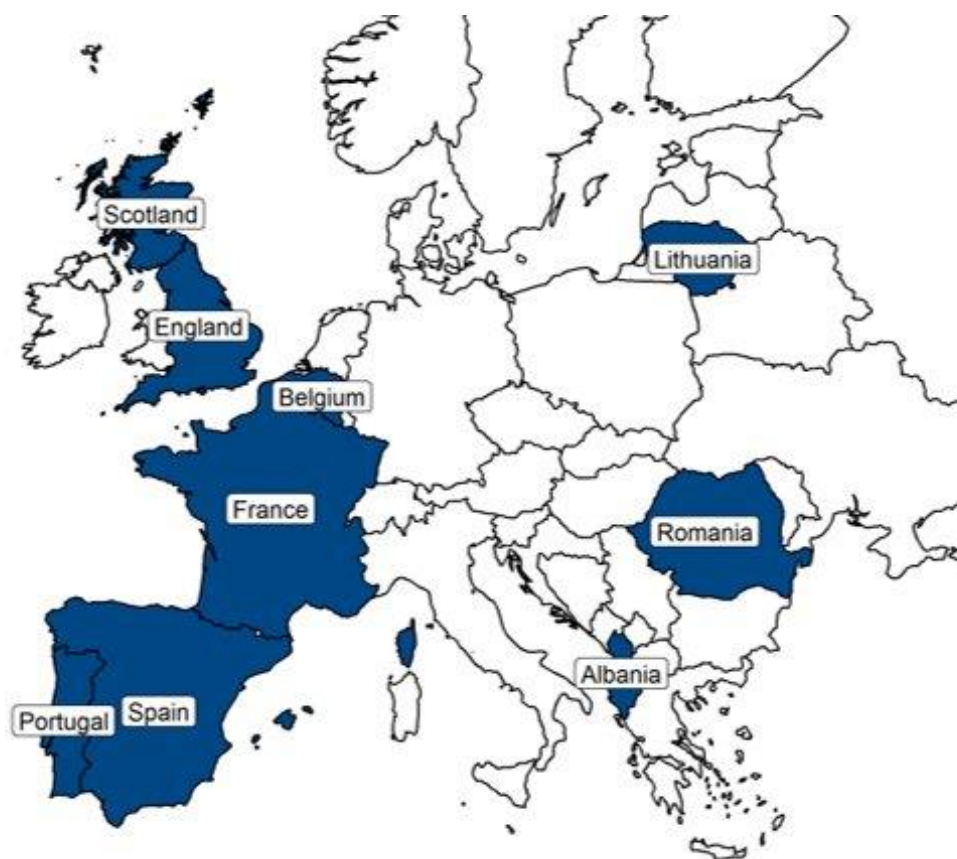 Scotland
Lithuania
England
Belgium
France
Romania
Albania
Portugal
Spain